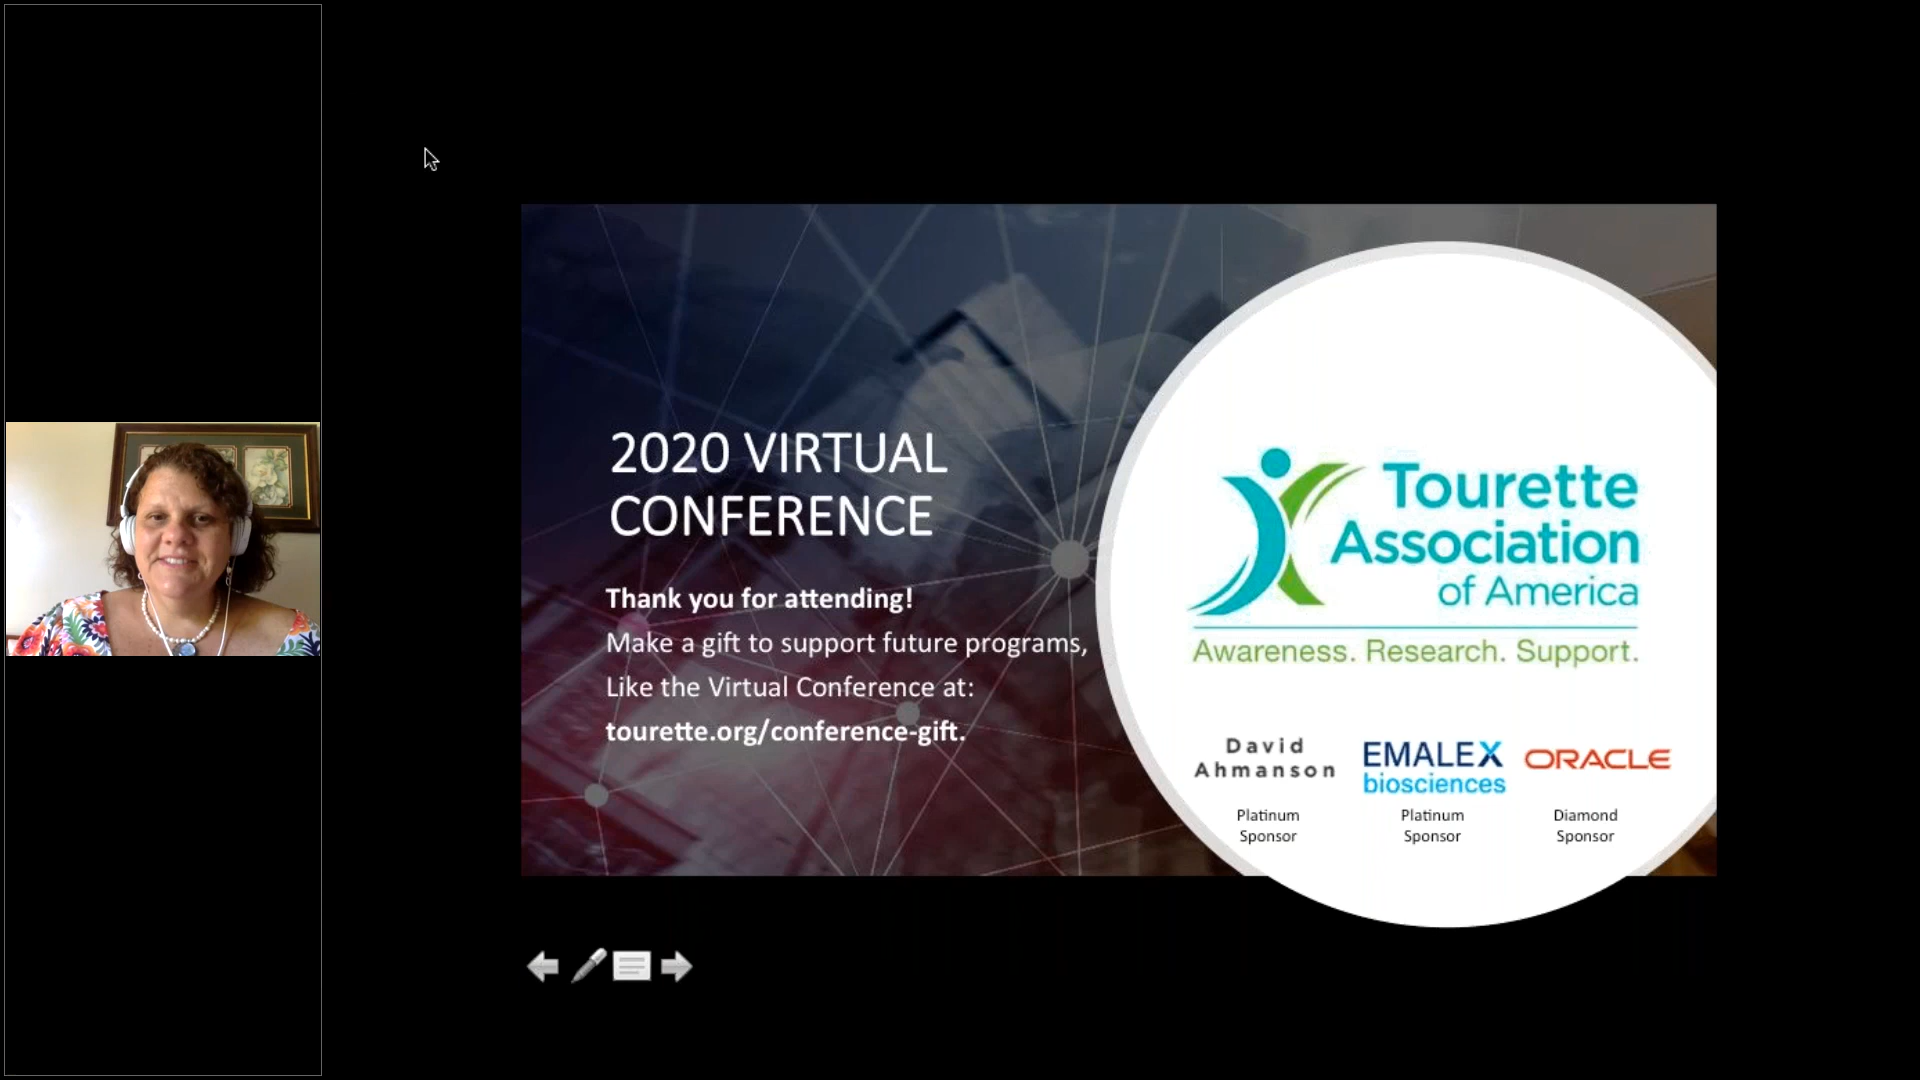 2020 VIRTUAL
CONFERENCE
Thank you for attending!
Make a gift to support future programs,
Like the Virtual Conference at:
tourette.org/conference-gift.
Tourette
Association
of America
Awareness. Research. Support.
David
Ahmanson
Platinum
Sponsor
EMALEX
biosciences
Platinum
Sponsor
ORACLE
Diamond
Sponsor